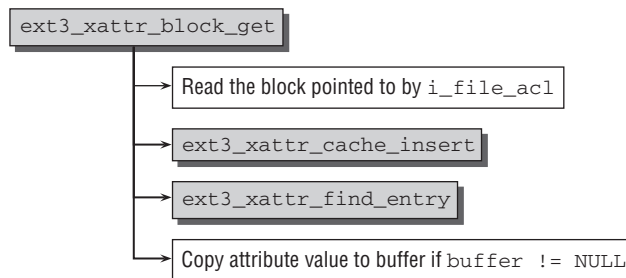 ext3_xattr_block_get
Read the block pointed to by i_file_acl
ext3_xattr_cache_insert
ext3_xattr_find_entry
Copy attribute value to buffer if buffer != NULL